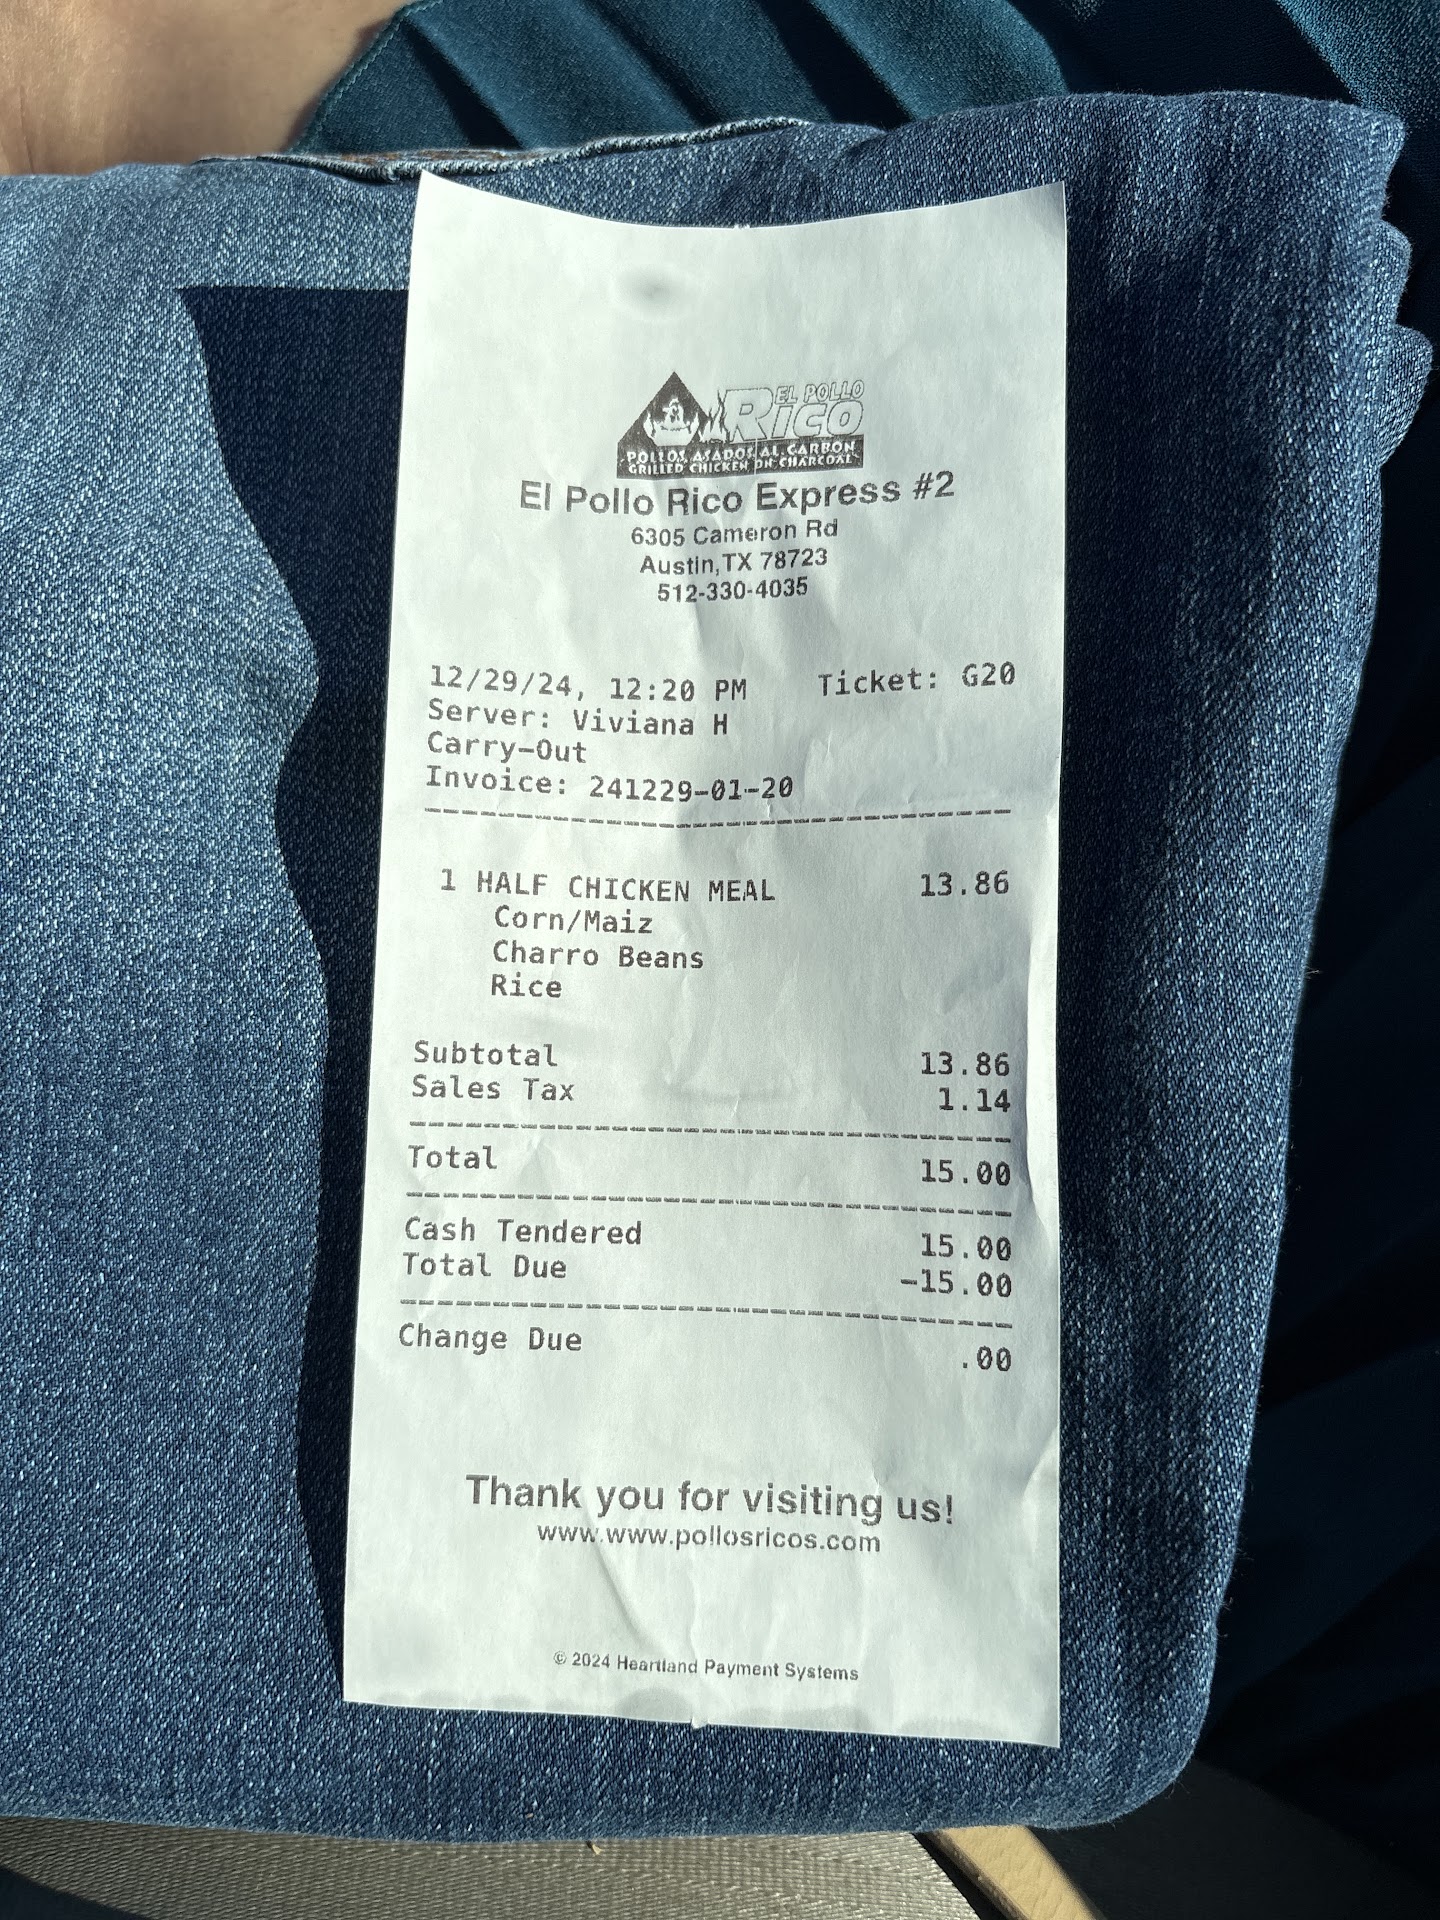 EL POLLO
RICO
POLLOS ASADOS AL CARBON
GRILLED CHICKEN ON CHARCOAL
El Pollo Rico Express #2
6305 Cameron Rd
Austin,TX 78723
512-330-4035
12/29/24, 12:20 PM Ticket: G20
Server: Viviana H
Carry-Out
Invoice: 241229-01-20
1 HALF CHICKEN MEAL 13.86
Corn/Maiz
Charro Beans
Rice
Subtotal 13.86
Sales Tax 1.14
Total 15.00
Cash Tendered 15.00
Total Due -15.00
Change Due .00
Thank you for visiting us!
www.www.pollosricos.com
© 2024 Heartland Payment Systems